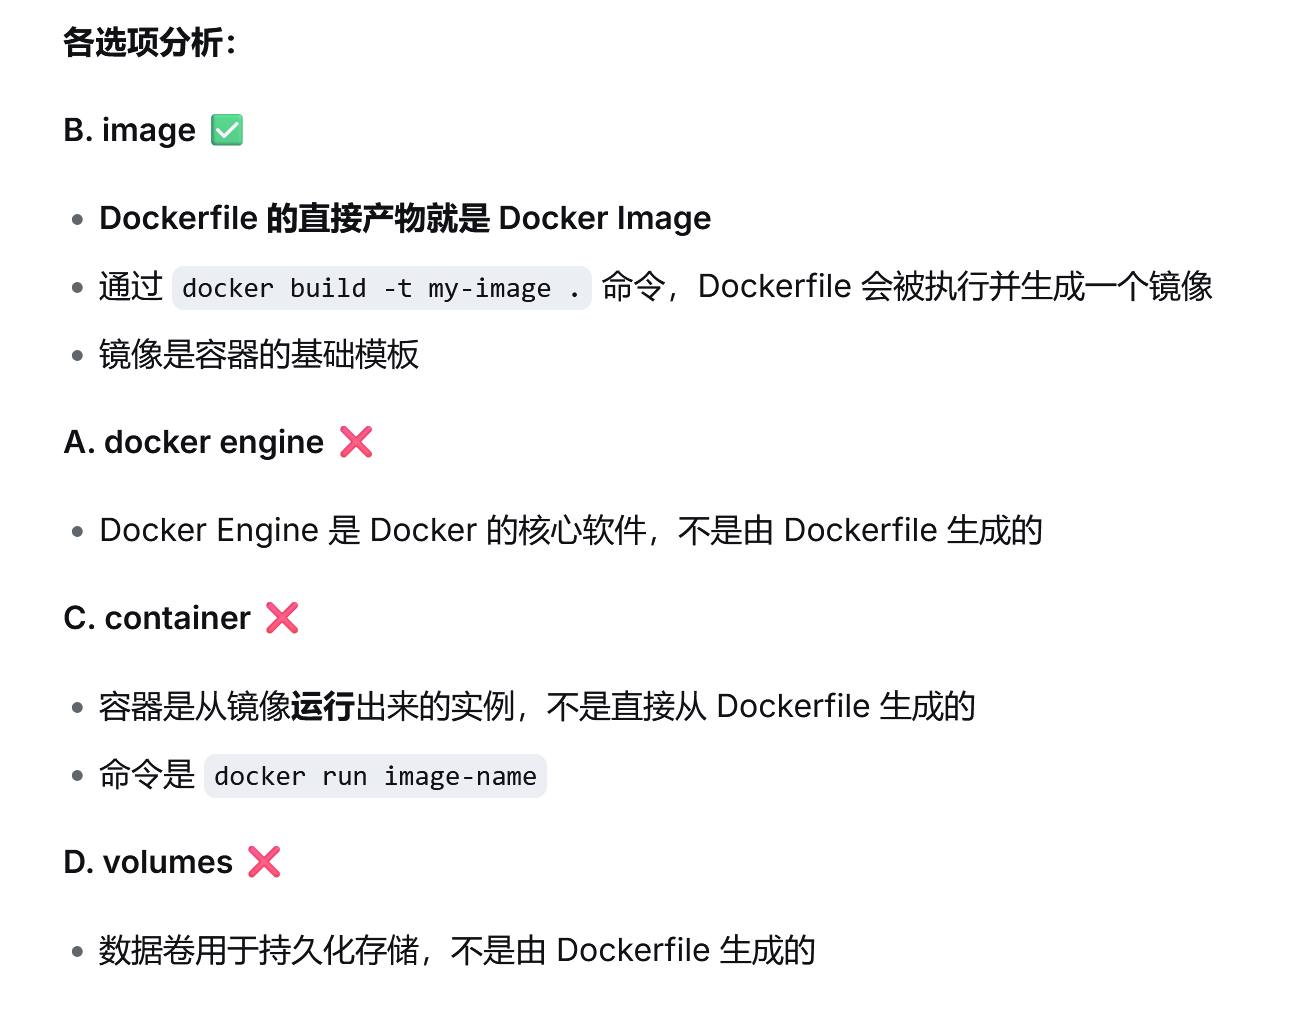 各选项分析：
B. image ✅
• Dockerfile 的直接产物就是 Docker Image
• 通过 docker build -t my-image . 命令，Dockerfile 会被执行并生成一个镜像
• 镜像是容器的基础模板
A. docker engine ❌
• Docker Engine 是 Docker 的核心软件，不是由 Dockerfile 生成的
C. container ❌
• 容器是从镜像运行出来的实例，不是直接从 Dockerfile 生成的
• 命令是 docker run image-name
D. volumes ❌
• 数据卷用于持久化存储，不是由 Dockerfile 生成的